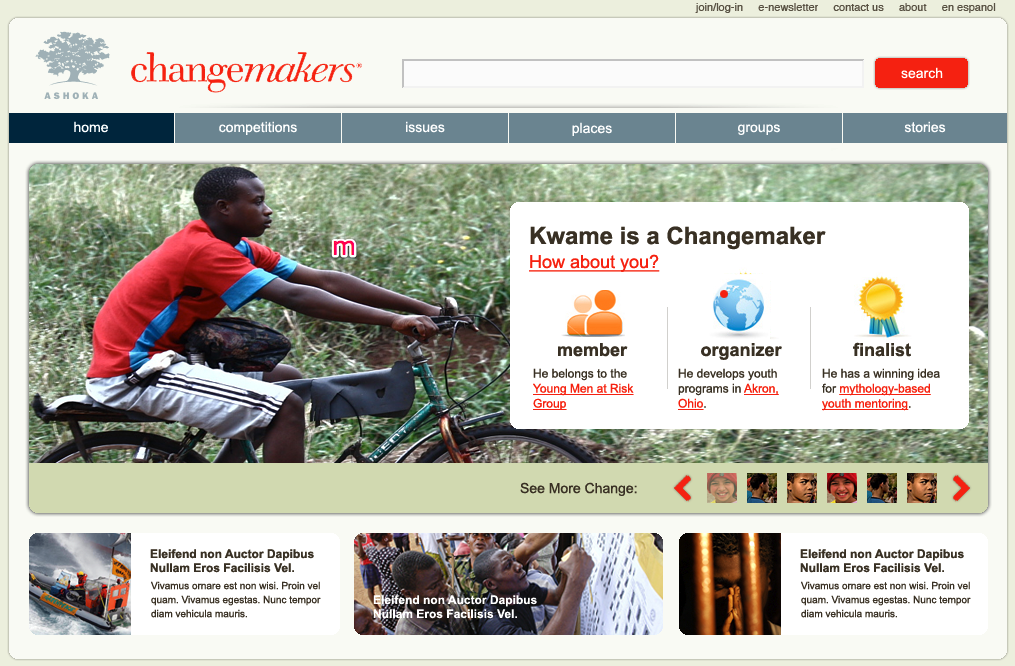 join/log-in e-newsletter contact us about en espanol
ASHOKA
changemakers®
search
home competitions issues places groups stories
m
Kwame is a Changemaker
How about you?
member
He belongs to the
Young Men at Risk
Group
organizer
He develops youth
programs in Akron,
Ohio.
finalist
He has a winning idea
for mythology-based
youth mentoring.
See More Change:
Eleifend non Auctor Dapibus
Nullam Eros Facilisis Vel.
Vivamus ornare est non wisi. Proin vel
quam. Vivamus egestas. Nunc tempor
diam vehicula mauris.
Eleifend non Auctor Dapibus
Nullam Eros Facilisis Vel.
Eleifend non Auctor Dapibus
Nullam Eros Facilisis Vel.
Vivamus ornare est non wisi. Proin vel
quam. Vivamus egestas. Nunc tempor
diam vehicula mauris.